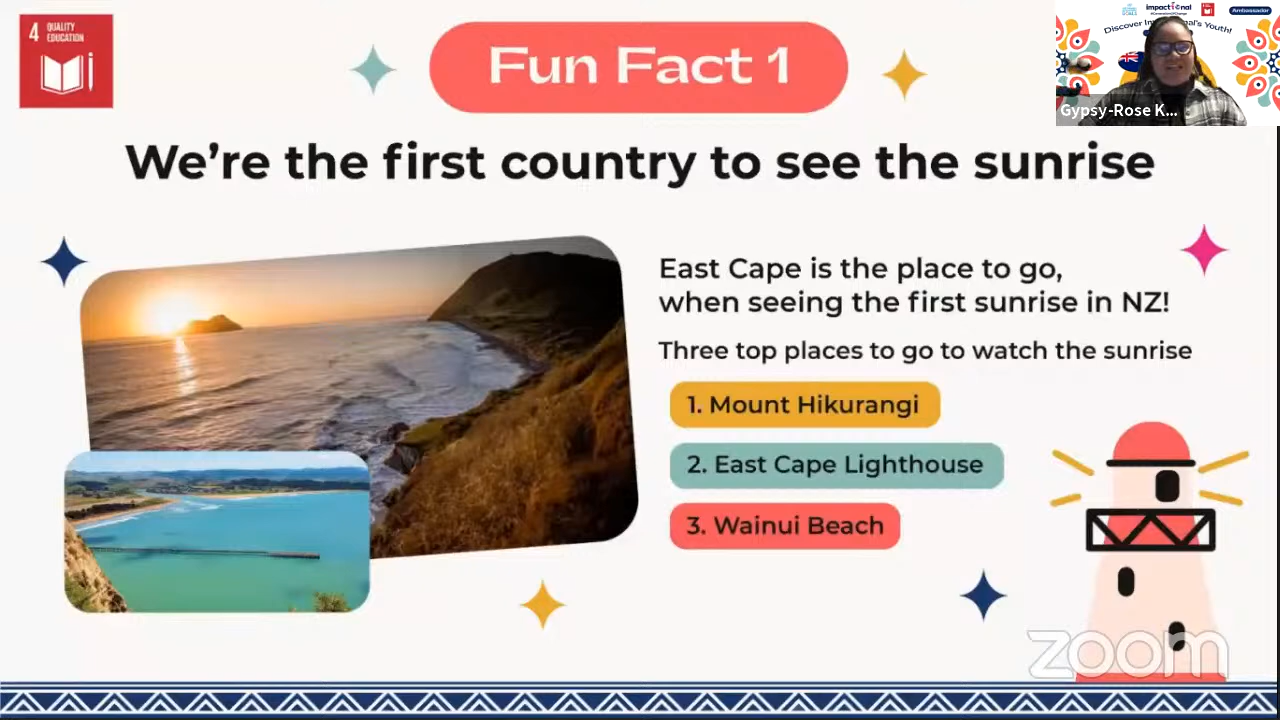 4 QUALITY
EDUCATION
Fun Fact 1
impact
Ambassador
Discover
Youth!
Gypsy-Rose K...
We're the first country to see the sunrise
East Cape is the place to go,
when seeing the first sunrise in NZ!
Three top places to go to watch the sunrise
1. Mount Hikurangi
2. East Cape Lighthouse
3. Wainui Beach
zoom